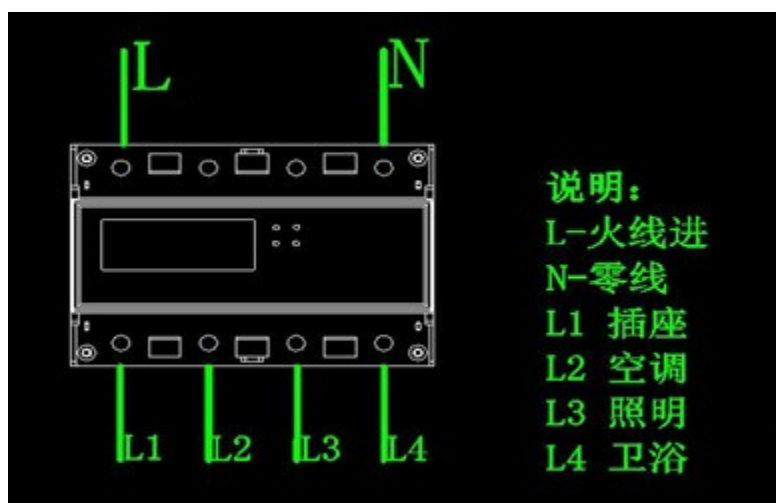 L N
L1 L2 L3 L4
说明:
L-火线进
N-零线
L1 插座
L2 空调
L3 照明
L4 卫浴